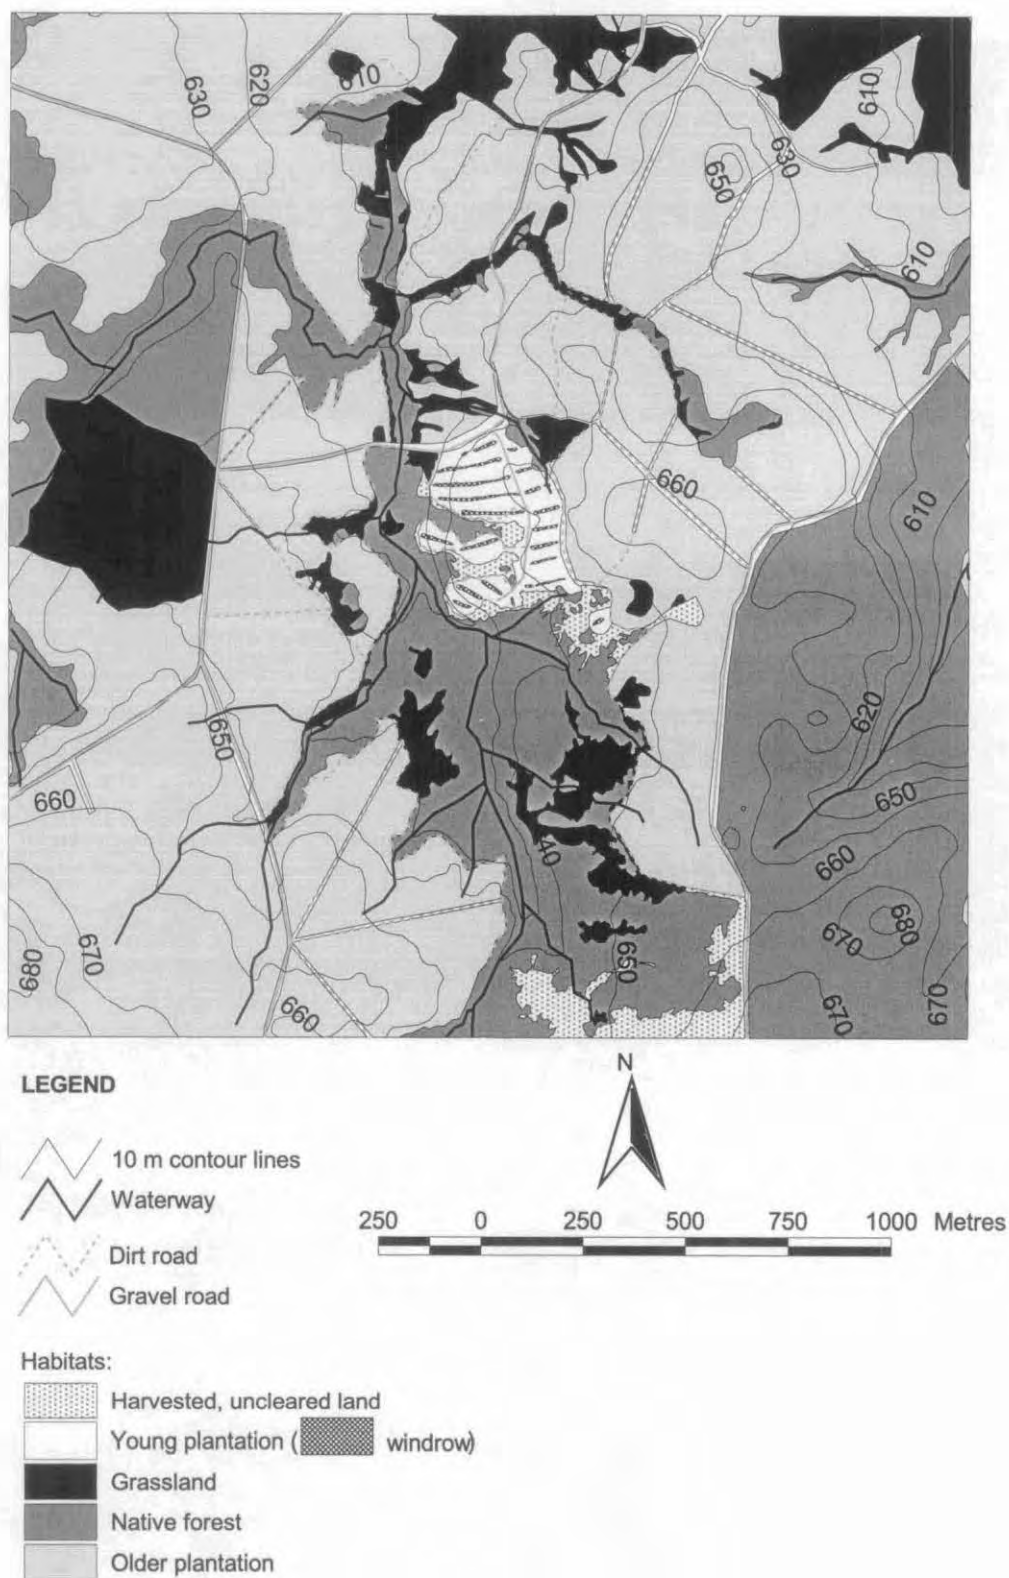 630
620
610
630
650
610
610
660
610
620
650
660
650
660
40
670
680
650
670
680
660
670
670
LEGEND
N
10 m contour lines
Waterway
250 0 250 500 750 1000 Metres
Dirt road
Gravel road
Habitats:
Harvested, uncleared land
Young plantation ( windrow)
Grassland
Native forest
Older plantation